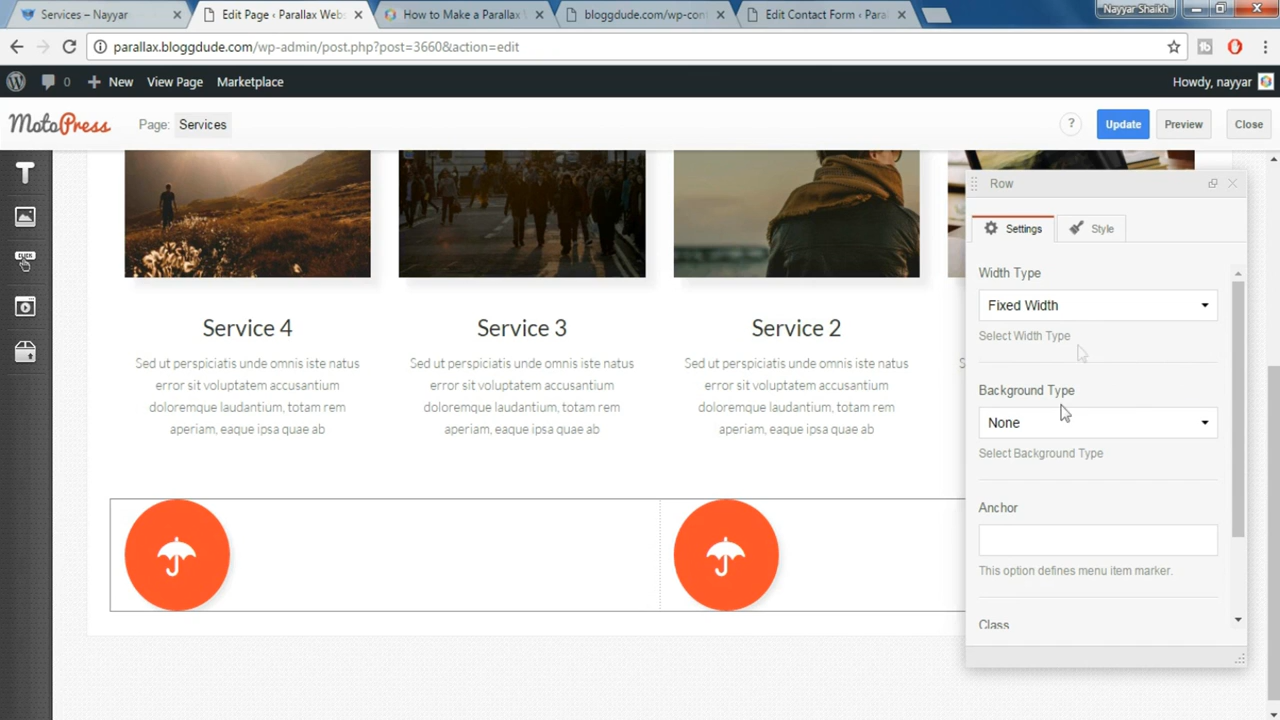 Services – Nayyar
Edit Page ‹ Parallax Webs
How to Make a Parallax
bloggdude.com/wp-con
Edit Contact Form ‹ Para
Nayyar Shaikh
parallax.bloggdude.com/wp-admin/post.php?post=3660&action=edit
0
New
View Page
Marketplace
Howdy, nayyar
MotoPress
Page: Services
?
Update
Preview
Close
CLICK
Service 4
Sed ut perspiciatis unde omnis iste natus
error sit voluptatem accusantium
doloremque laudantium, totam rem
aperiam, eaque ipsa quae ab
Service 3
Sed ut perspiciatis unde omnis iste natus
error sit voluptatem accusantium
doloremque laudantium, totam rem
aperiam, eaque ipsa quae ab
Service 2
Sed ut perspiciatis unde omnis iste natus
error sit voluptatem accusantium
doloremque laudantium, totam rem
aperiam, eaque ipsa quae ab
Row
Settings
Style
Width Type
Fixed Width
Select Width Type
Background Type
None
Select Background Type
Anchor
This option defines menu item marker.
Class